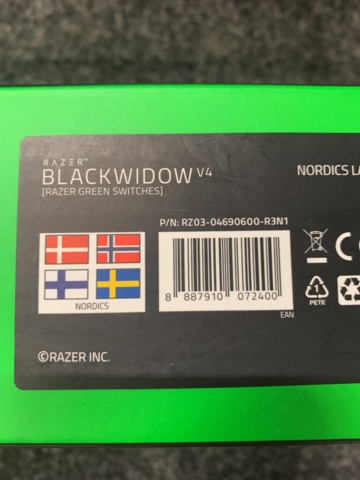 RAZER™
BLACKWIDOW V4
[RAZER GREEN SWITCHES]
NORDICS
P/N: RZ03-04690600-R3N1
8 887910 072400
EAN
NORDICS
1
PETE
©RAZER INC.